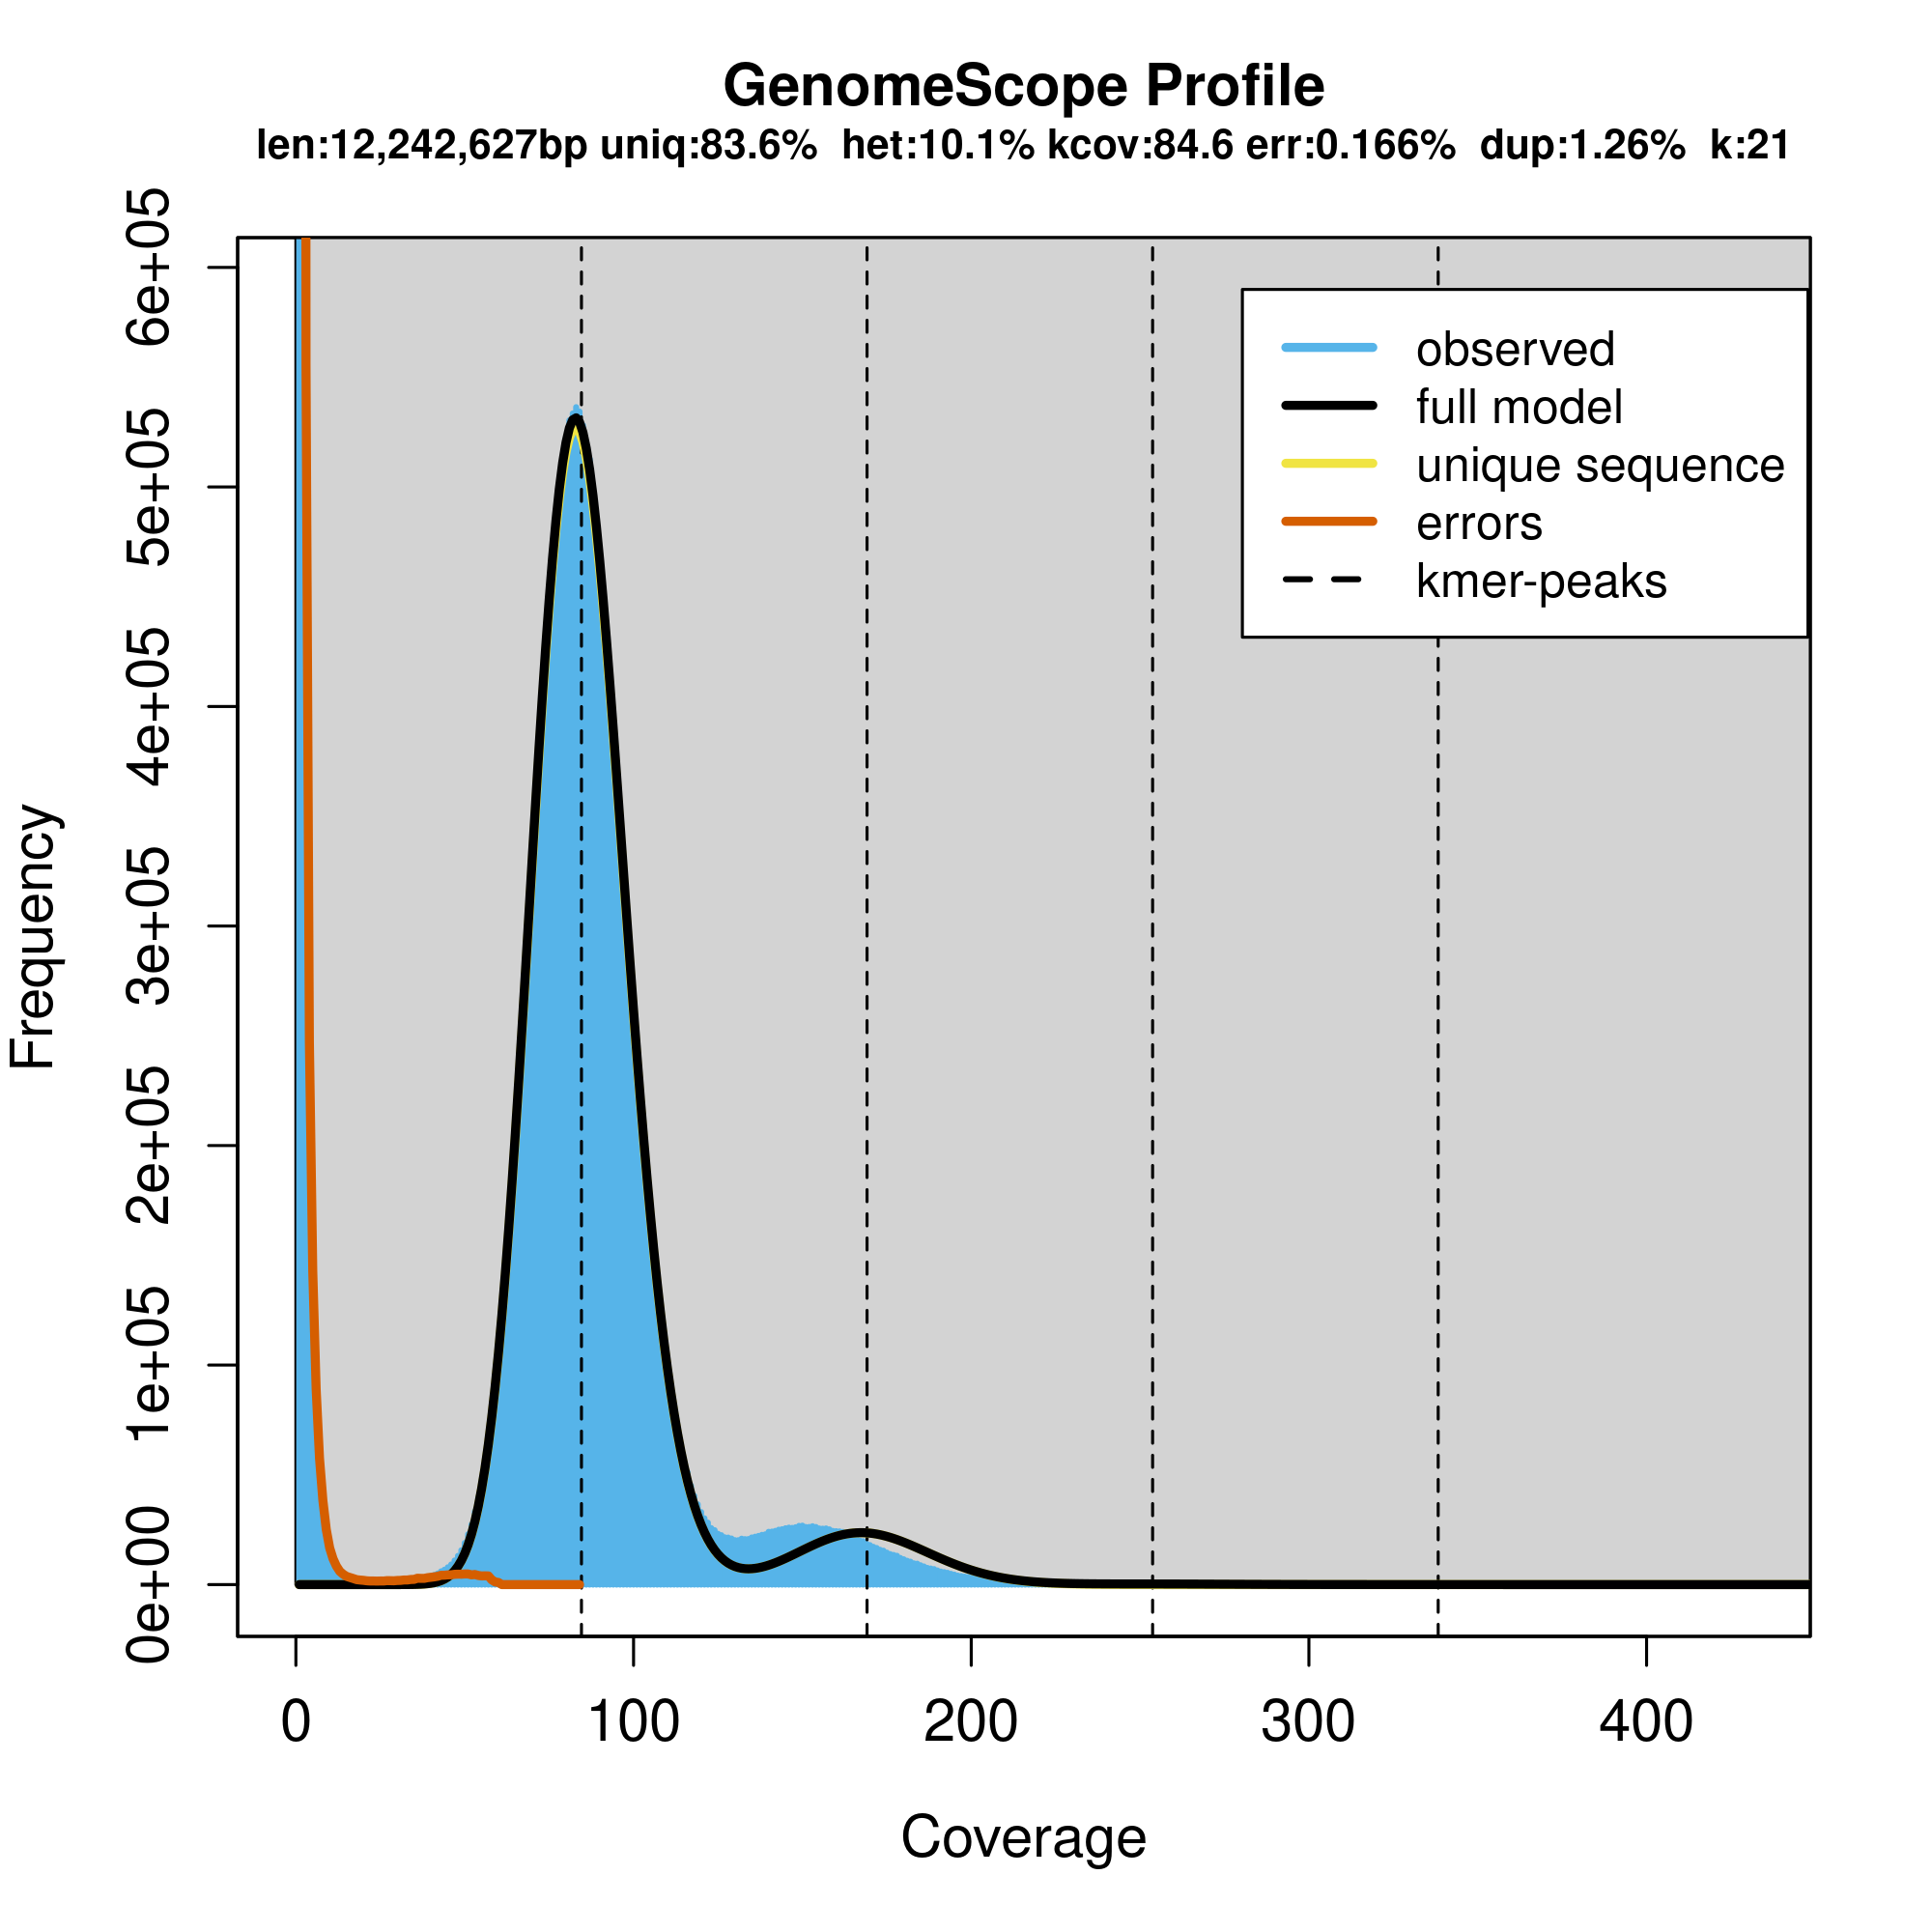 GenomeScope Profile
len:12,242,627bp uniq:83.6% het:10.1% kcov:84.6 err:0.166% dup:1.26% k:21
observed
full model
unique sequence
errors
kmer-peaks
Frequency
6e+05
5e+05
4e+05
3e+05
2e+05
1e+05
0e+00
0 100 200 300 400
Coverage